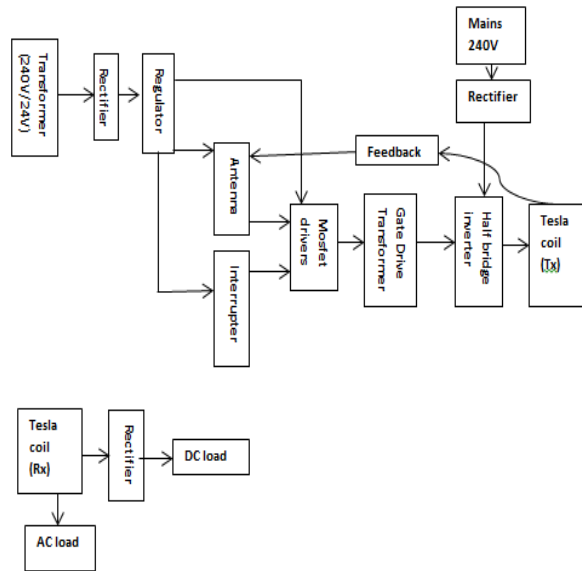 Transformer
(240V/24V)
Rectifier
Regulator
Mains
240V
Rectifier
Antenna
Feedback
Interrupter
Mosfet
drivers
Gate Drive
Transformer
Half bridge
inverter
Tesla
coil
(Tx)
Tesla
coil
(Rx)
Rectifier
DC load
AC load